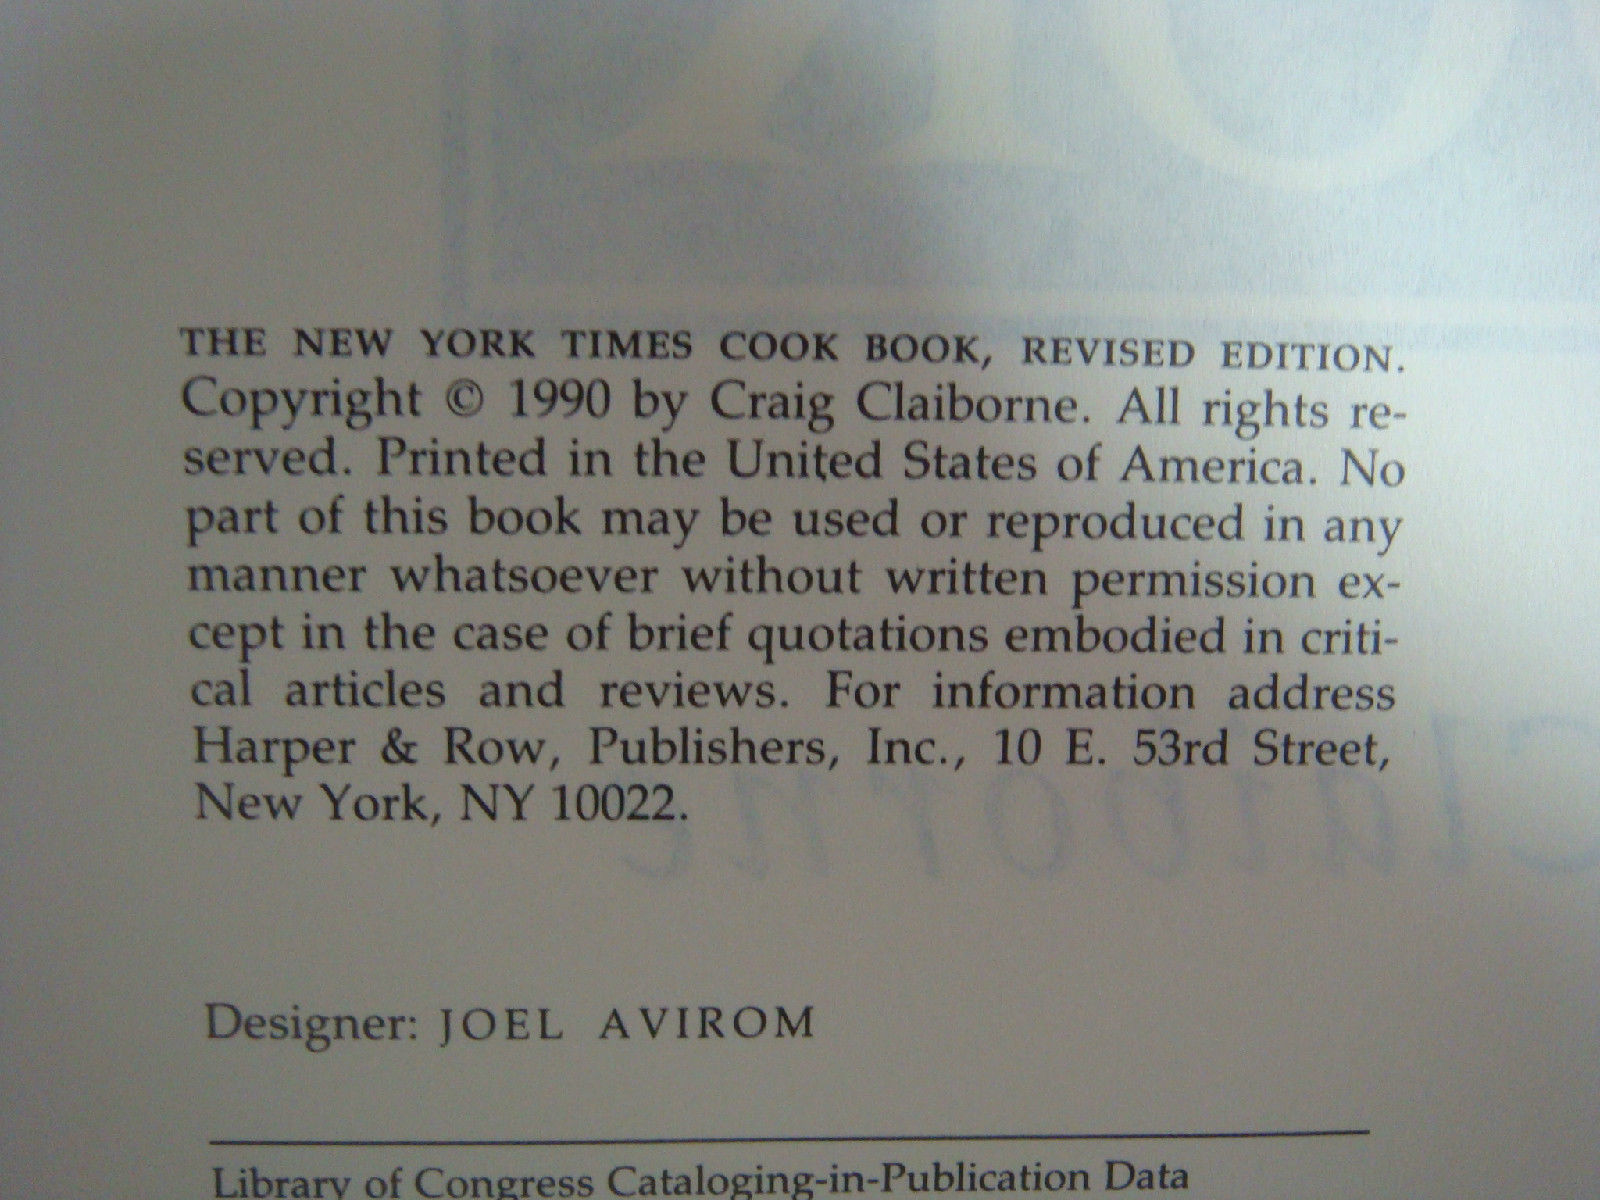 THE NEW YORK TIMES COOK BOOK, REVISED EDITION.
Copyright © 1990 by Craig Claiborne. All rights re-
served. Printed in the United States of America. No
part of this book may be used or reproduced in any
manner whatsoever without written permission ex-
cept in the case of brief quotations embodied in criti-
cal articles and reviews. For information address
Harper & Row, Publishers, Inc., 10 E. 53rd Street,
New York, NY 10022.
Designer: JOEL AVIROM
Library of Congress Cataloging-in-Publication Data